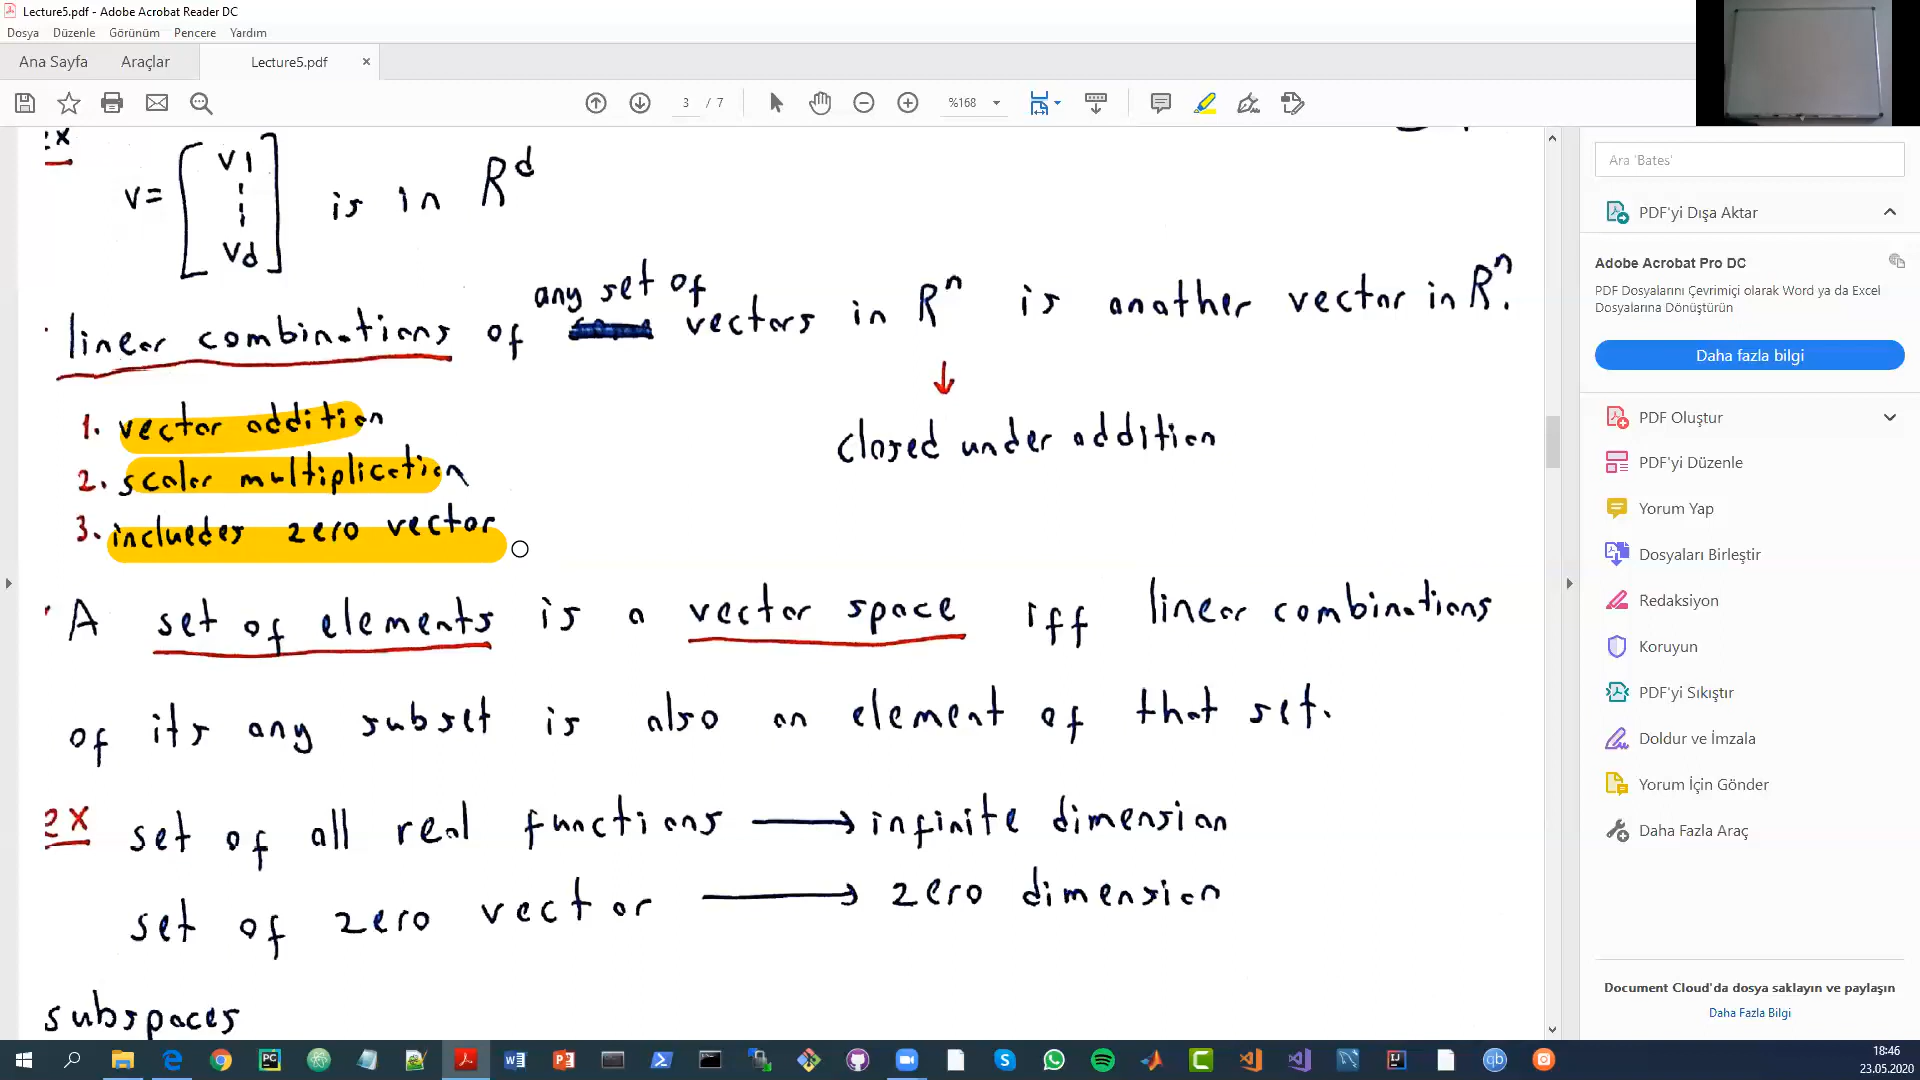 Lecture5.pdf - Adobe Acrobat Reader DC
Dosya Düzenle Görünüm Pencere Yardım
Ana Sayfa Araçlar Lecture5.pdf ×
3 / 7 %168
v= [ v1 ⋮ vd ] is in R^d
any set of
· linear combinations of vectors in R^n is another vector in R^n.
↓
1. vector addition
closed under addition
2. scalar multiplication
3. includes zero vector
· A set of elements is a vector space iff linear combinations
of its any subset is also an element of that set.
ex set of all real functions → infinite dimension
set of zero vector → zero dimension
subspaces
Ara 'Bates'
PDF'yi Dışa Aktar
Adobe Acrobat Pro DC
PDF Dosyalarını Çevrimiçi olarak Word ya da Excel
Dosyalarına Dönüştürün
Daha fazla bilgi
PDF Oluştur
PDF'yi Düzenle
Yorum Yap
Dosyaları Birleştir
Redaksiyon
Koruyun
PDF'yi Sıkıştır
Doldur ve İmzala
Yorum İçin Gönder
Daha Fazla Araç
Document Cloud'da dosya saklayın ve paylaşın
Daha Fazla Bilgi
18:46
23.05.2020